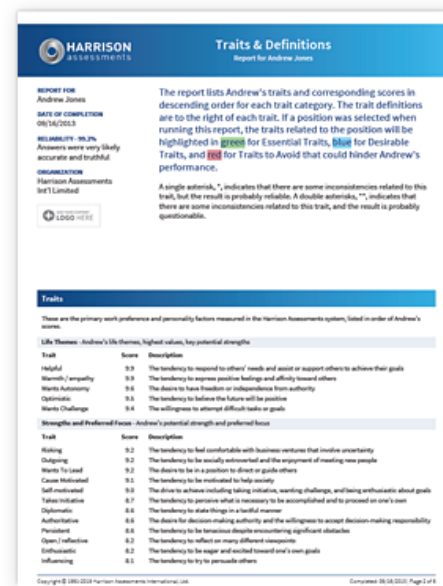 HARRISON
assessments
Traits & Definitions
Report for Andrew Jones
REPORT FOR
Andrew Jones
DATE OF COMPLETION
09/16/2013
RELIABILITY - 99.2%
Answers were very likely
accurate and truthful
ORGANIZATION
Harrison Assessments
Int'l Limited
LOGO HERE
The report lists Andrew's traits and corresponding scores in
descending order for each trait category. The trait definitions
are to the right of each trait. If a position was selected when
running this report, the traits related to the position will be
highlighted in green for Essential Traits, blue for Desirable
Traits, and red for Traits to Avoid that could hinder Andrew's
performance.
A single asterisk, *, indicates that there are some inconsistencies related to this
trait, but the result is probably reliable. A double asterisks, **, indicates that
there are some inconsistencies related to this trait, and the result is probably
questionable.
Traits
These are the primary work preference and personality factors measured in the Harrison Assessments system, listed in order of Andrew's
scores.
Life Themes - Andrew's life themes, highest values, key potential strengths
Trait Score Description
Helpful 9.9 The tendency to respond to others' needs and assist or support others to achieve their goals
Warmth / empathy 9.9 The tendency to express positive feelings and affinity toward others
Wants Autonomy 9.6 The desire to have freedom or independence from authority
Optimistic 9.5 The tendency to believe the future will be positive
Wants Challenge 9.4 The willingness to attempt difficult tasks or goals
Strengths and Preferred Focus - Andrew's potential strength and preferred focus
Trait Score Description
Risking 9.2 The tendency to feel comfortable with business ventures that involve uncertainty
Outgoing 9.2 The tendency to be socially extroverted and the enjoyment of meeting new people
Wants To Lead 9.2 The desire to be in a position to direct or guide others
Cause Motivated 9.1 The tendency to be motivated to help society
Self-motivated 9.0 The drive to achieve including taking initiative, wanting challenge, and being enthusiastic about goals
Takes Initiative 8.7 The tendency to perceive what is necessary to be accomplished and to proceed on one's own
Diplomatic 8.6 The tendency to state things in a tactful manner
Authoritative 8.6 The desire for decision-making authority and the willingness to accept decision-making responsibility
Persistent 8.6 The tendency to be tenacious despite encountering significant obstacles
Open / reflective 8.2 The tendency to reflect on many different viewpoints
Enthusiastic 8.2 The tendency to be eager and excited toward one's own goals
Influencing 8.1 The tendency to try to persuade others
Copyright © 1991-2019 Harrison Assessments International, Ltd. Completed: 09/16/2013; Page 1 of